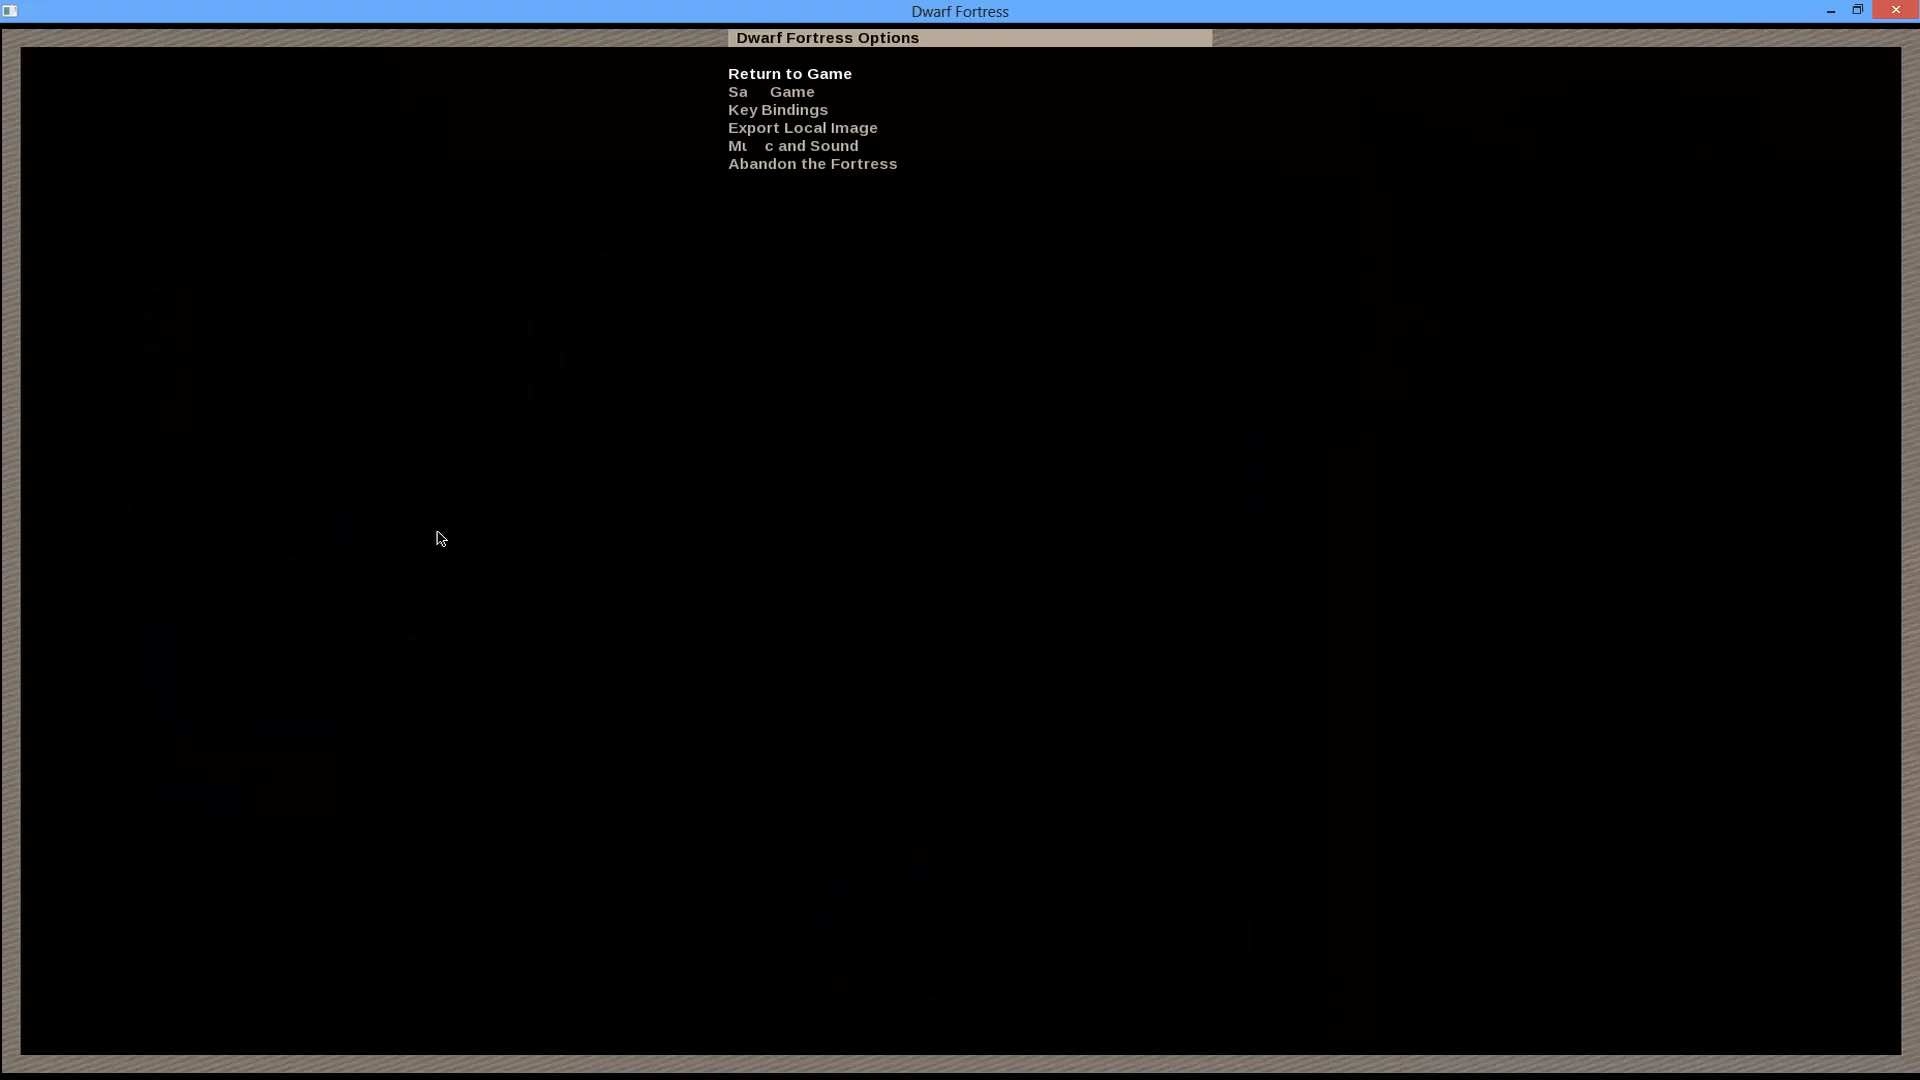 Dwarf Fortress
Dwarf Fortress Options
Return to Game
Sa Game
Key Bindings
Export Local Image
Mu c and Sound
Abandon the Fortress